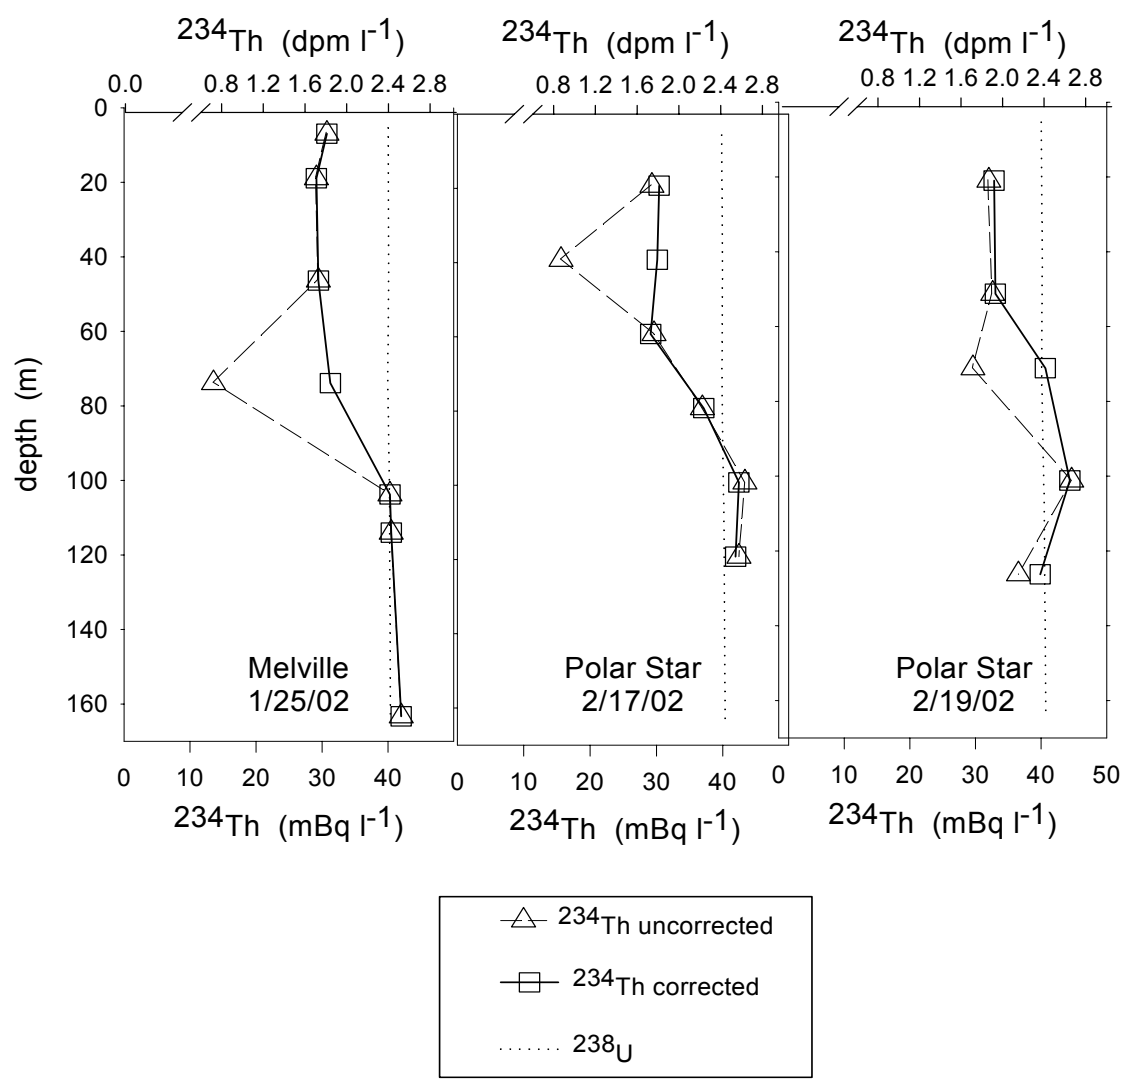 234Th (dpm l-1) 234Th (dpm l-1) 234Th (dpm l-1)
0.0 0.8 1.2 1.6 2.0 2.4 2.8 0.8 1.2 1.6 2.0 2.4 2.8 0.8 1.2 1.6 2.0 2.4 2.8
0
20
40
60
80
100
120
140
160
depth (m)
Melville
1/25/02
Polar Star
2/17/02
Polar Star
2/19/02
0 10 20 30 40 0 10 20 30 40 0 10 20 30 40 50
234Th (mBq l-1) 234Th (mBq l-1) 234Th (mBq l-1)
234Th uncorrected
234Th corrected
238U